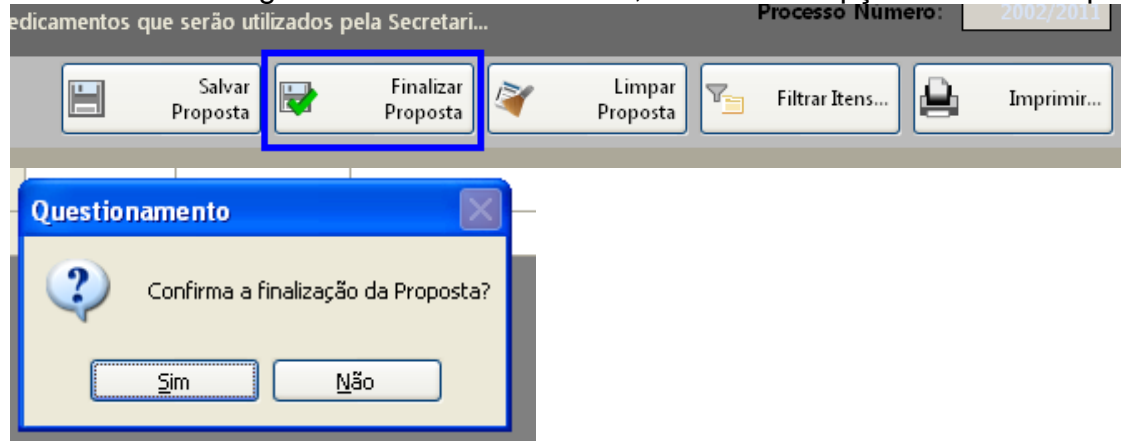 edicamentos que serão utilizados pela Secretari...
Processo Número: 2002/2011
Salvar Proposta
Finalizar Proposta
Limpar Proposta
Filtrar Itens...
Imprimir...
Questionamento
Confirma a finalização da Proposta?
Sim
Não